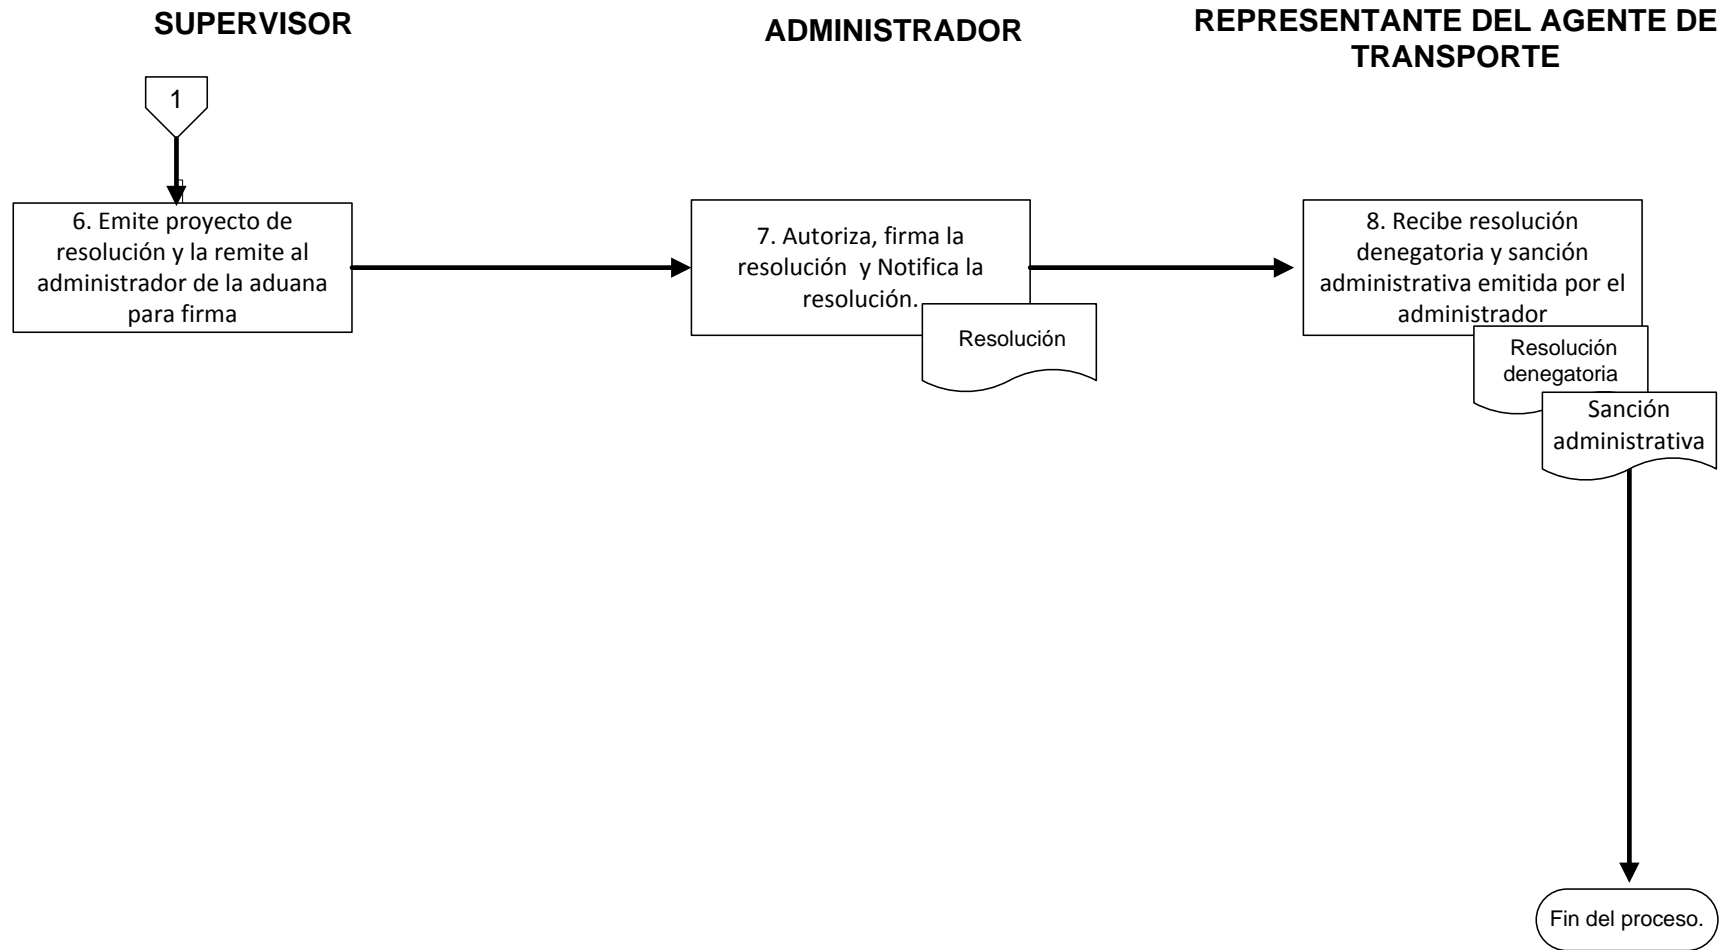 SUPERVISOR
ADMINISTRADOR
REPRESENTANTE DEL AGENTE DE
TRANSPORTE
1
6. Emite proyecto de
resolución y la remite al
administrador de la aduana
para firma
7. Autoriza, firma la
resolución  y Notifica la
resolución.
Resolución
8. Recibe resolución
denegatoria y sanción
administrativa emitida por el
administrador
Resolución
denegatoria
Sanción
administrativa
Fin del proceso.